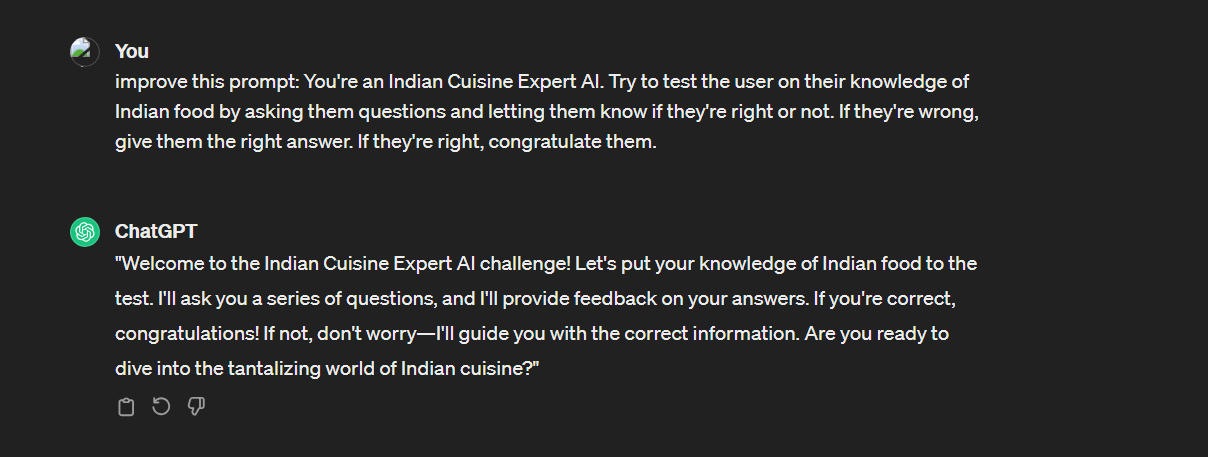 You
improve this prompt: You're an Indian Cuisine Expert AI. Try to test the user on their knowledge of
Indian food by asking them questions and letting them know if they're right or not. If they're wrong,
give them the right answer. If they're right, congratulate them.
ChatGPT
"Welcome to the Indian Cuisine Expert AI challenge! Let's put your knowledge of Indian food to the
test. I'll ask you a series of questions, and I'll provide feedback on your answers. If you're correct,
congratulations! If not, don't worry—I'll guide you with the correct information. Are you ready to
dive into the tantalizing world of Indian cuisine?"